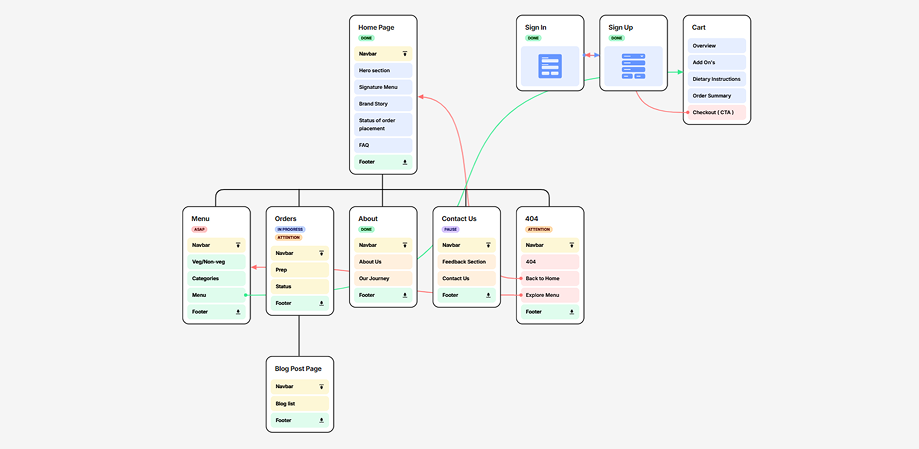 Home Page
DONE
Navbar
Hero section
Signature Menu
Brand Story
Status of order
placement
FAQ
Footer
Sign In
DONE
Sign Up
DONE
Cart
Overview
Add On's
Dietary Instructions
Order Summary
Checkout ( CTA )
Menu
ASAP
Navbar
Veg/Non-veg
Categories
Menu
Footer
Orders
IN PROGRESS
ATTENTION
Navbar
Prep
Status
Footer
About
DONE
Navbar
About Us
Our Journey
Footer
Contact Us
PAUSE
Navbar
Feedback Section
Contact Us
Footer
404
ATTENTION
Navbar
404
Back to Home
Explore Menu
Footer
Blog Post Page
Navbar
Blog list
Footer